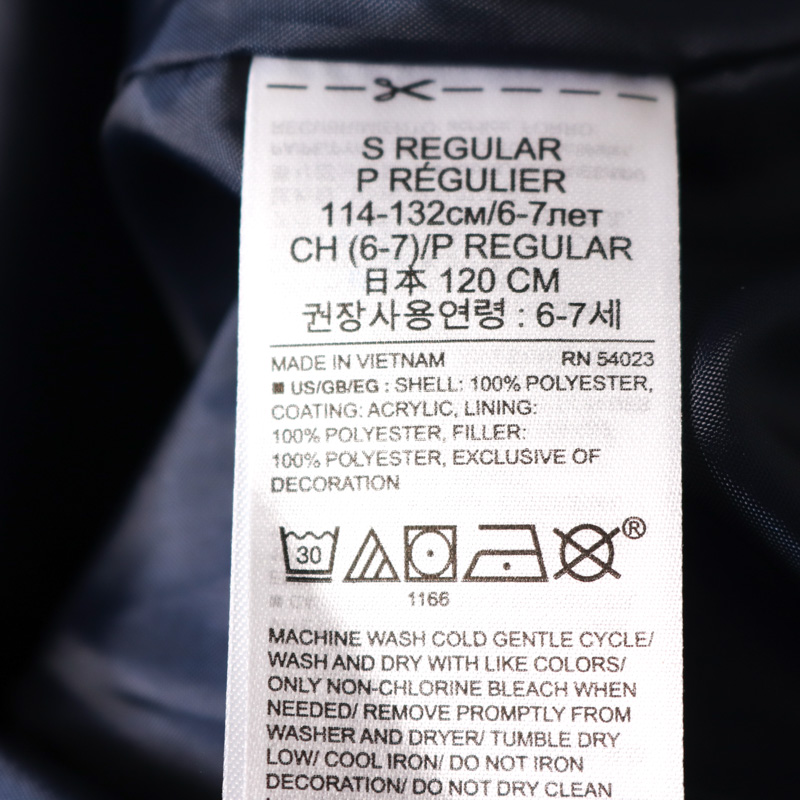 S REGULAR
P RÉGULIER
114-132см/6-7лет
CH (6-7)/P REGULAR
日本 120 CM
권장사용연령 : 6-7세
MADE IN VIETNAM RN 54023
■ US/GB/EG : SHELL: 100% POLYESTER,
COATING: ACRYLIC, LINING:
100% POLYESTER, FILLER:
100% POLYESTER, EXCLUSIVE OF
DECORATION
30 ®
1166
MACHINE WASH COLD GENTLE CYCLE/
WASH AND DRY WITH LIKE COLORS/
ONLY NON-CHLORINE BLEACH WHEN
NEEDED/ REMOVE PROMPTLY FROM
WASHER AND DRYER/ TUMBLE DRY
LOW/ COOL IRON/ DO NOT IRON
DECORATION/ DO NOT DRY CLEAN